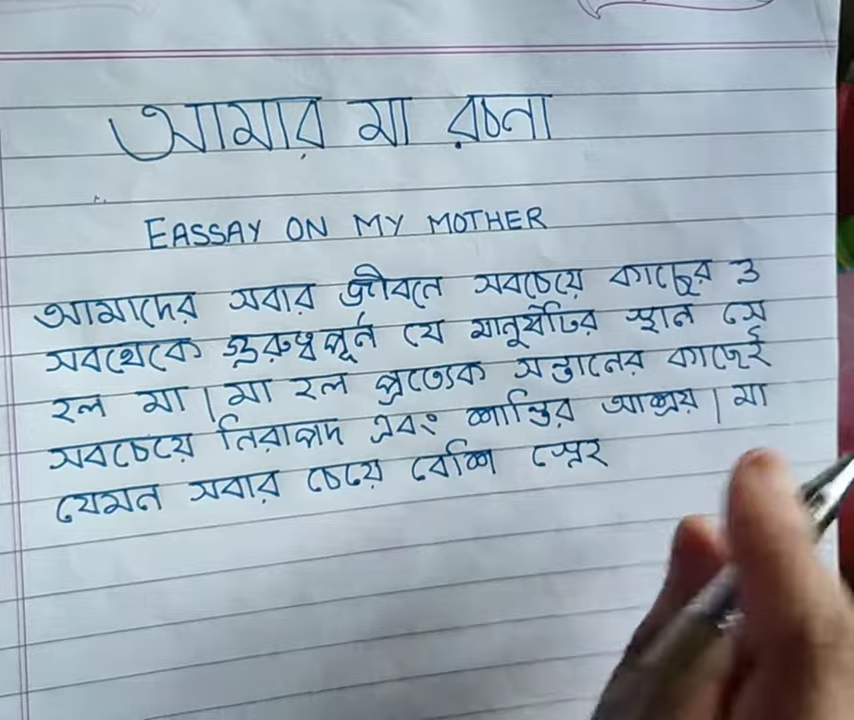 আমার মা রচনা
EASSAY ON MY MOTHER
আমাদের সবার জীবনে সবচেয়ে কাছের ও
সবথেকে গুরুত্বপূর্ন যে মানুষটির স্থান সে
হল মা। মা হল প্রত্যেক সন্তানের কাছেই
সবচেয়ে নিরাপদ এবং শান্তির আশ্রয়। মা
যেমন সবার চেয়ে বেশি স্নেহ